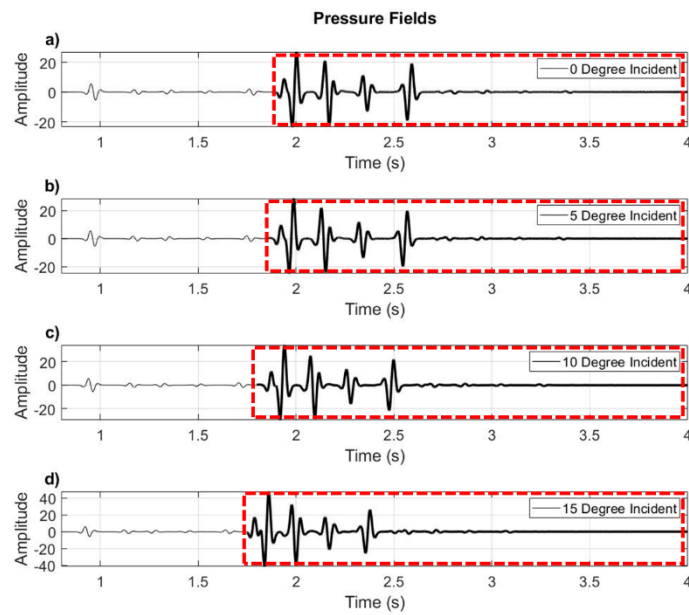 Pressure Fields
a)
Amplitude
20
0
-20
0 Degree Incident
1
1.5
2
2.5
3
3.5
4
Time (s)
b)
Amplitude
20
0
-20
5 Degree Incident
1
1.5
2
2.5
3
3.5
4
Time (s)
c)
Amplitude
20
0
-20
10 Degree Incident
1
1.5
2
2.5
3
3.5
4
Time (s)
d)
Amplitude
40
20
0
-20
-40
15 Degree Incident
1
1.5
2
2.5
3
3.5
4
Time (s)